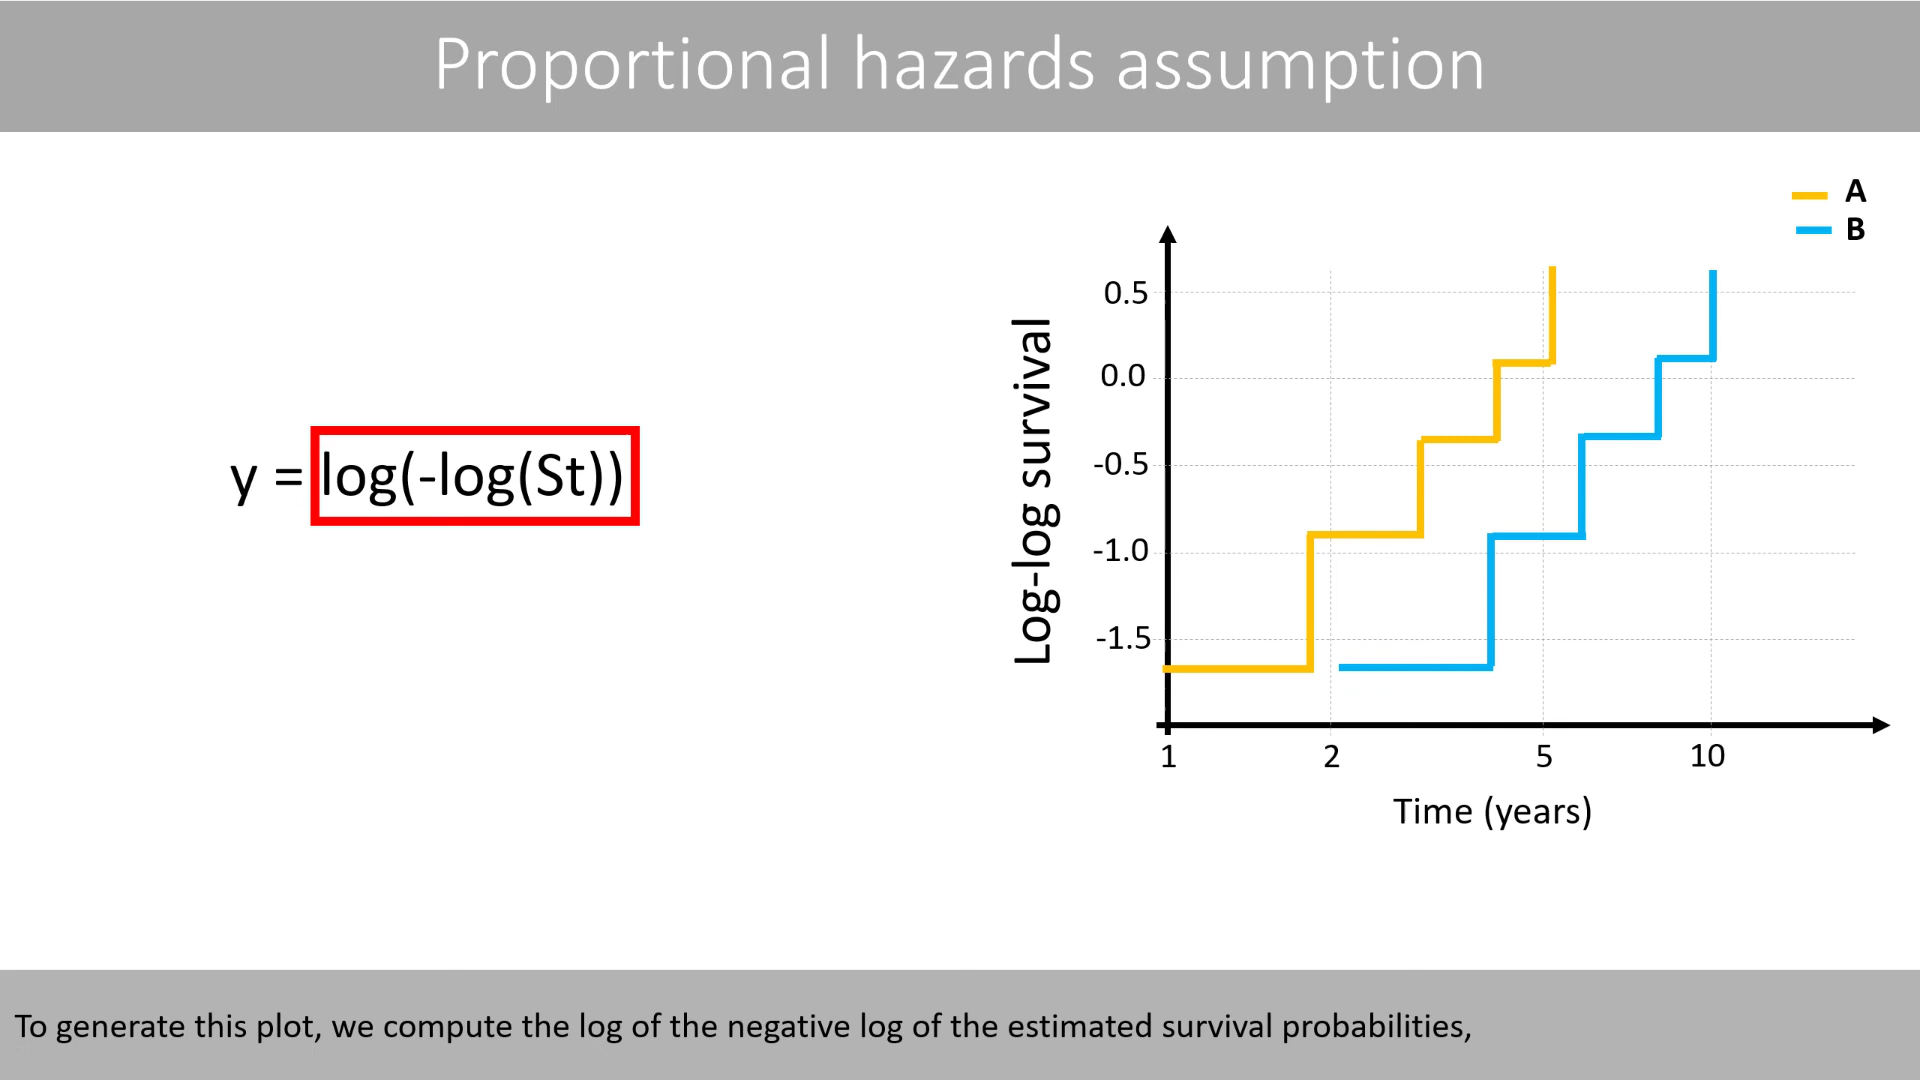 Proportional hazards assumption
A
B
y = log(-log(St))
Log-log survival
0.5
0.0
-0.5
-1.0
-1.5
1 2 5 10
Time (years)
To generate this plot, we compute the log of the negative log of the estimated survival probabilities,